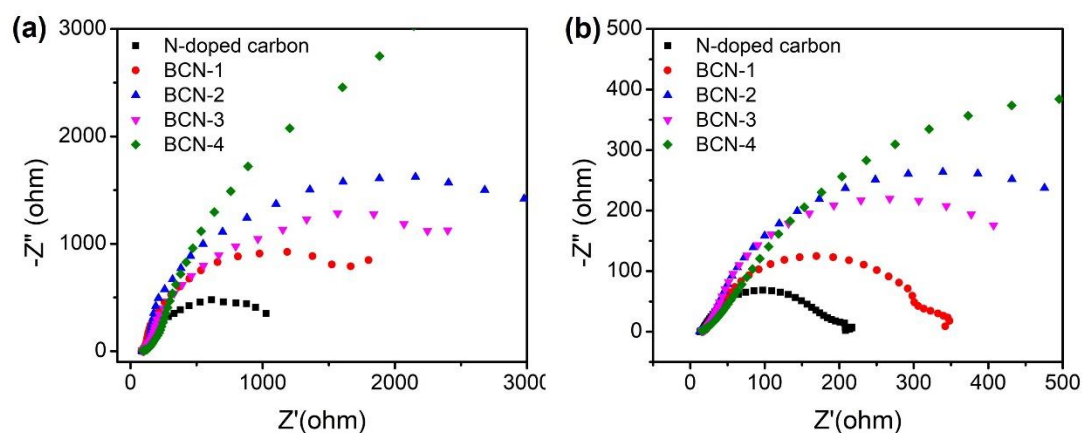 (a)
3000
2000
1000
0
-Z" (ohm)
N-doped carbon
BCN-1
BCN-2
BCN-3
BCN-4
0 1000 2000 3000
Z'(ohm)
(b)
500
400
300
200
100
0
-Z" (ohm)
N-doped carbon
BCN-1
BCN-2
BCN-3
BCN-4
0 100 200 300 400 500
Z'(ohm)